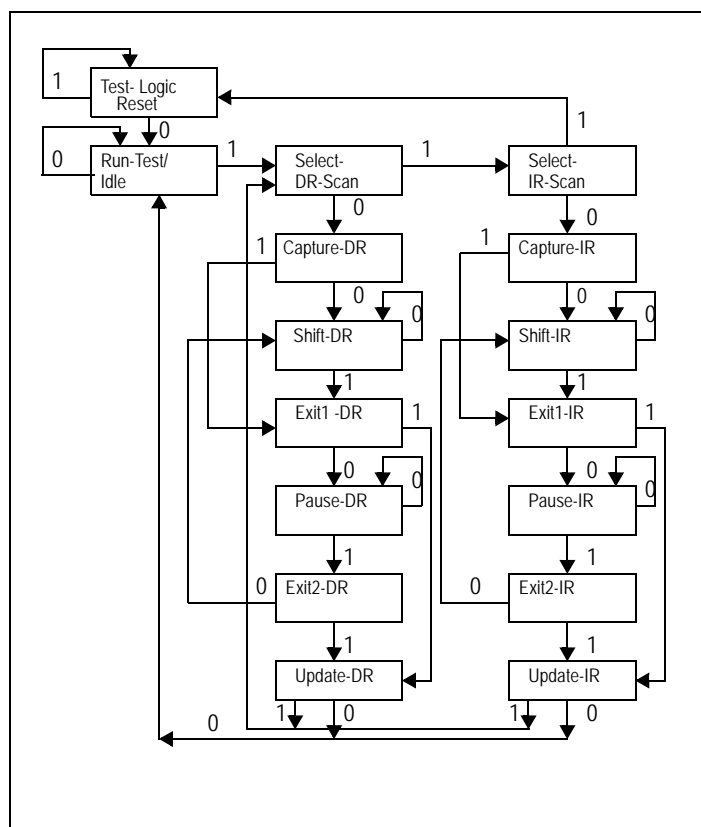 1
Test- Logic
Reset
0
1
0
Run-Test/
Idle
1
Select-
DR-Scan
1
Select-
IR-Scan
0
0
1
Capture-DR
1
Capture-IR
0
0
Shift-DR
0
Shift-IR
0
1
1
Exit1 -DR
1
Exit1-IR
1
0
0
Pause-DR
0
Pause-IR
0
1
1
0
Exit2-DR
0
Exit2-IR
1
1
Update-DR
Update-IR
1
0
1
0
0